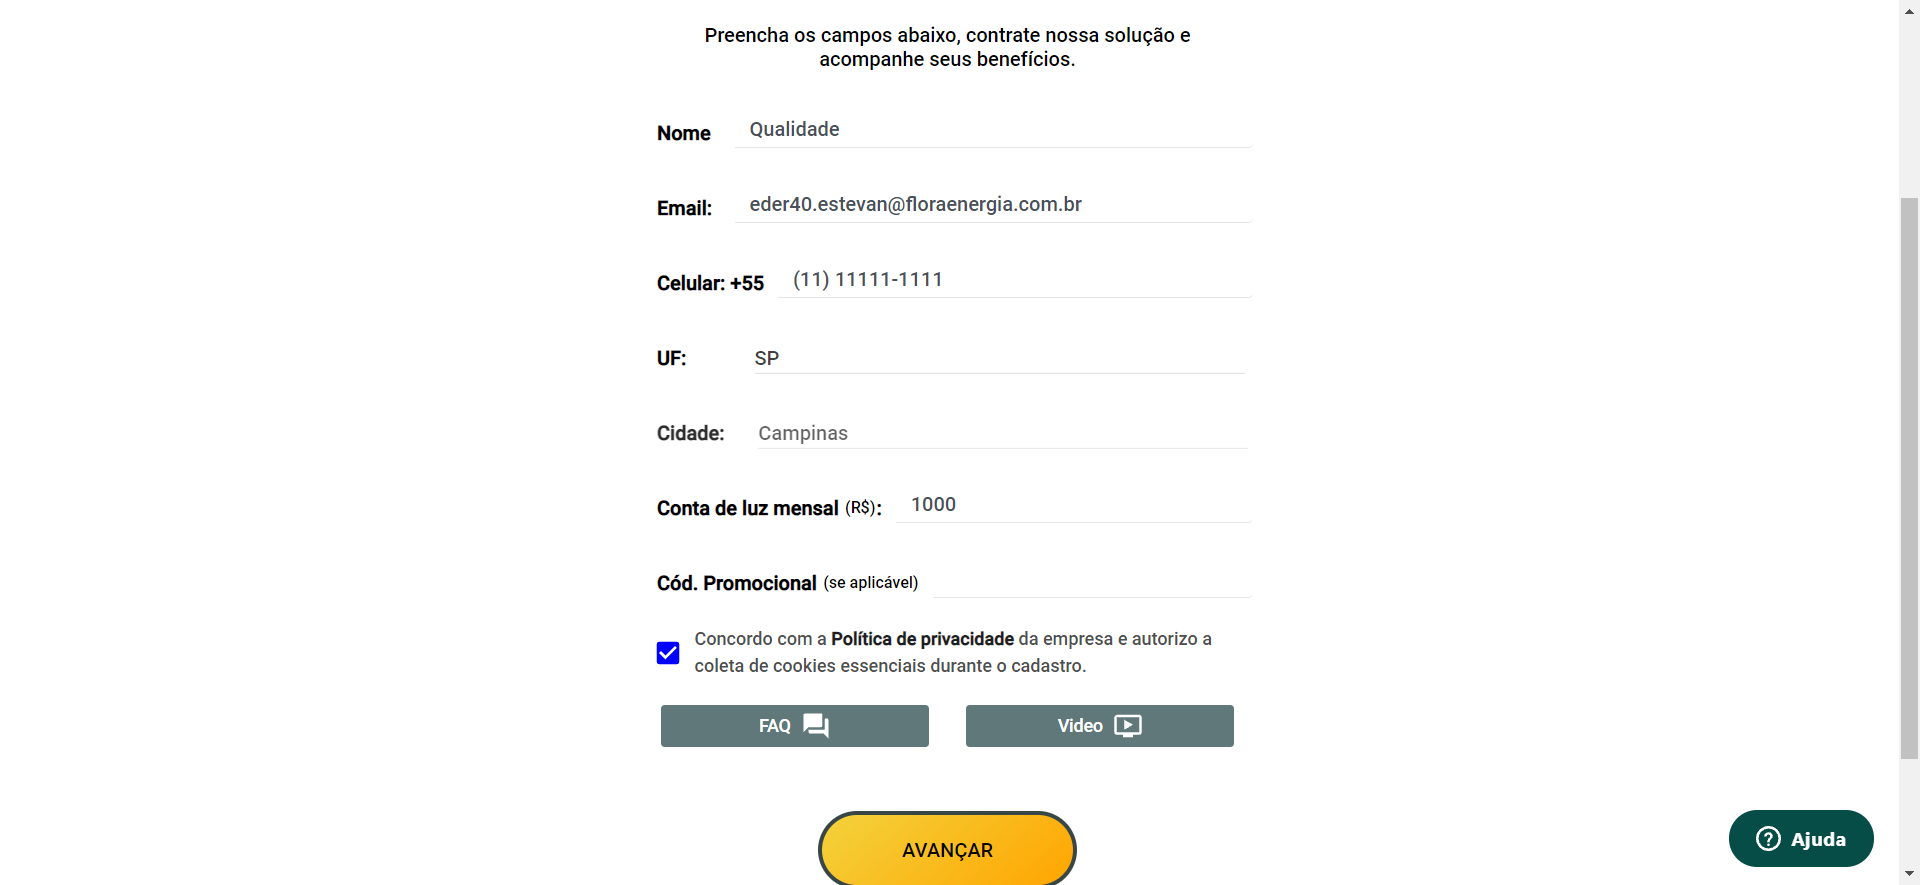 Preencha os campos abaixo, contrate nossa solução e
acompanhe seus benefícios.
Nome Qualidade
Email: eder40.estevan@floraenergia.com.br
Celular: +55 (11) 11111-1111
UF: SP
Cidade: Campinas
Conta de luz mensal (R$): 1000
Cód. Promocional (se aplicável)
Concordo com a Política de privacidade da empresa e autorizo a
coleta de cookies essenciais durante o cadastro.
FAQ Video
AVANÇAR
Ajuda